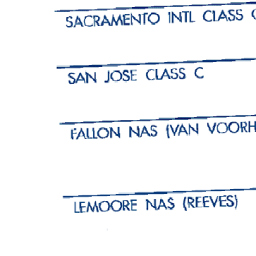 SACRAMENTO INTL CLASS
SAN JOSE CLASS C
FALLON NAS (VAN VOORH
LEMOORE NAS (REEVES)